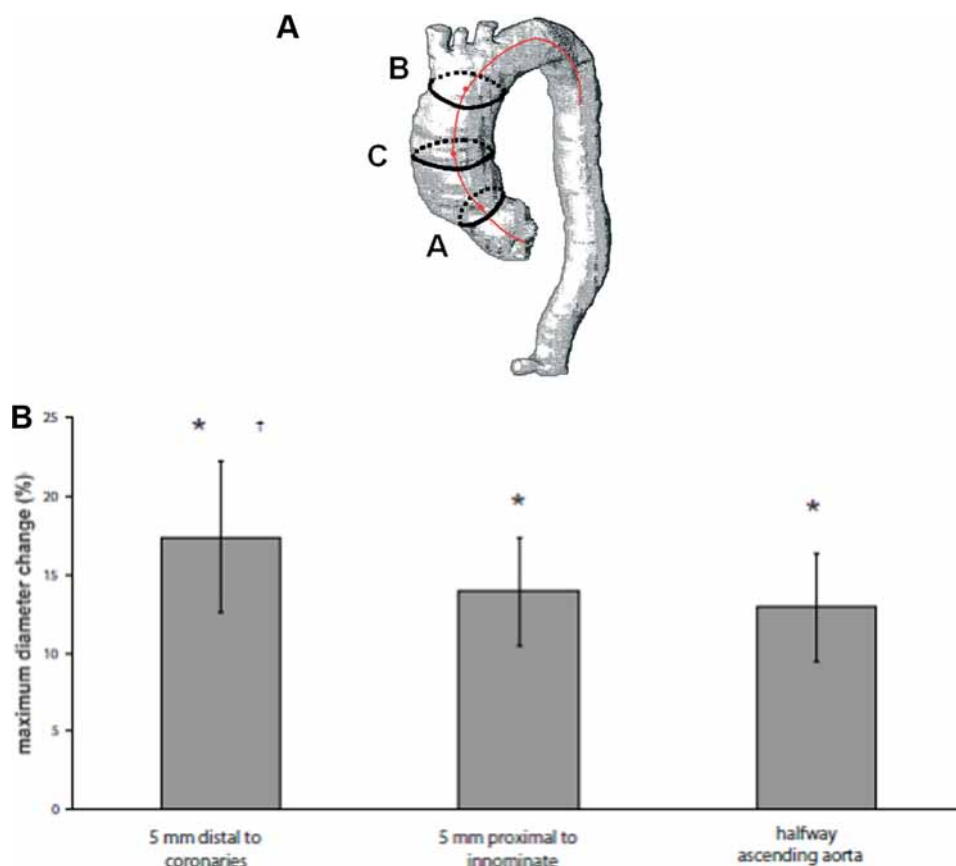 A
B
C
A
B
25
* †
20
*
*
15
10
5
0
maximum diameter change (%)
5 mm distal to
coronaries
5 mm proximal to
innominate
halfway
ascending aorta